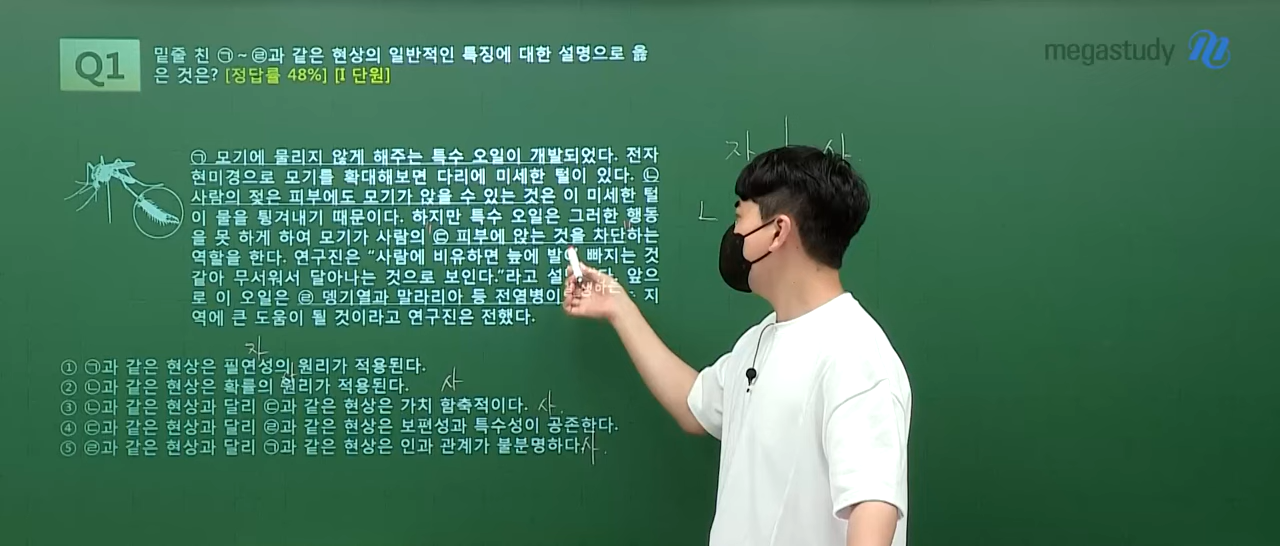 megastudy
Q1
밑줄 친 ㉠~㉣과 같은 현상의 일반적인 특징에 대한 설명으로 옳
은 것은? [정답률 48%] [I 단원]
자 사
㉠ 모기에 물리지 않게 해주는 특수 오일이 개발되었다. 전자
현미경으로 모기를 확대해보면 다리에 미세한 털이 있다. ㉡
사람의 젖은 피부에도 모기가 앉을 수 있는 것은 이 미세한 털
이 물을 튕겨내기 때문이다. 하지만 특수 오일은 그러한 행동
ㄴ
을 못 하게 하여 모기가 사람의 ㉢ 피부에 앉는 것을 차단하는
역할을 한다. 연구진은 “사람에 비유하면 늪에 발이 빠지는 것
같아 무서워서 달아나는 것으로 보인다.”라고 앞으
로 이 오일은 ㉣ 뎅기열과 말라리아 등 전염병이 지
역에 큰 도움이 될 것이라고 연구진은 전했다.
자
① ㉠과 같은 현상은 필연성의 원리가 적용된다.
사
② ㉡과 같은 현상은 확률의 원리가 적용된다.
사
③ ㉡과 같은 현상과 달리 ㉢과 같은 현상은 가치 함축적이다. 사.
④ ㉢과 같은 현상과 달리 ㉣과 같은 현상은 보편성과 특수성이 공존한다.
⑤ ㉣과 같은 현상과 달리 ㉠과 같은 현상은 인과 관계가 불분명하다. 사.